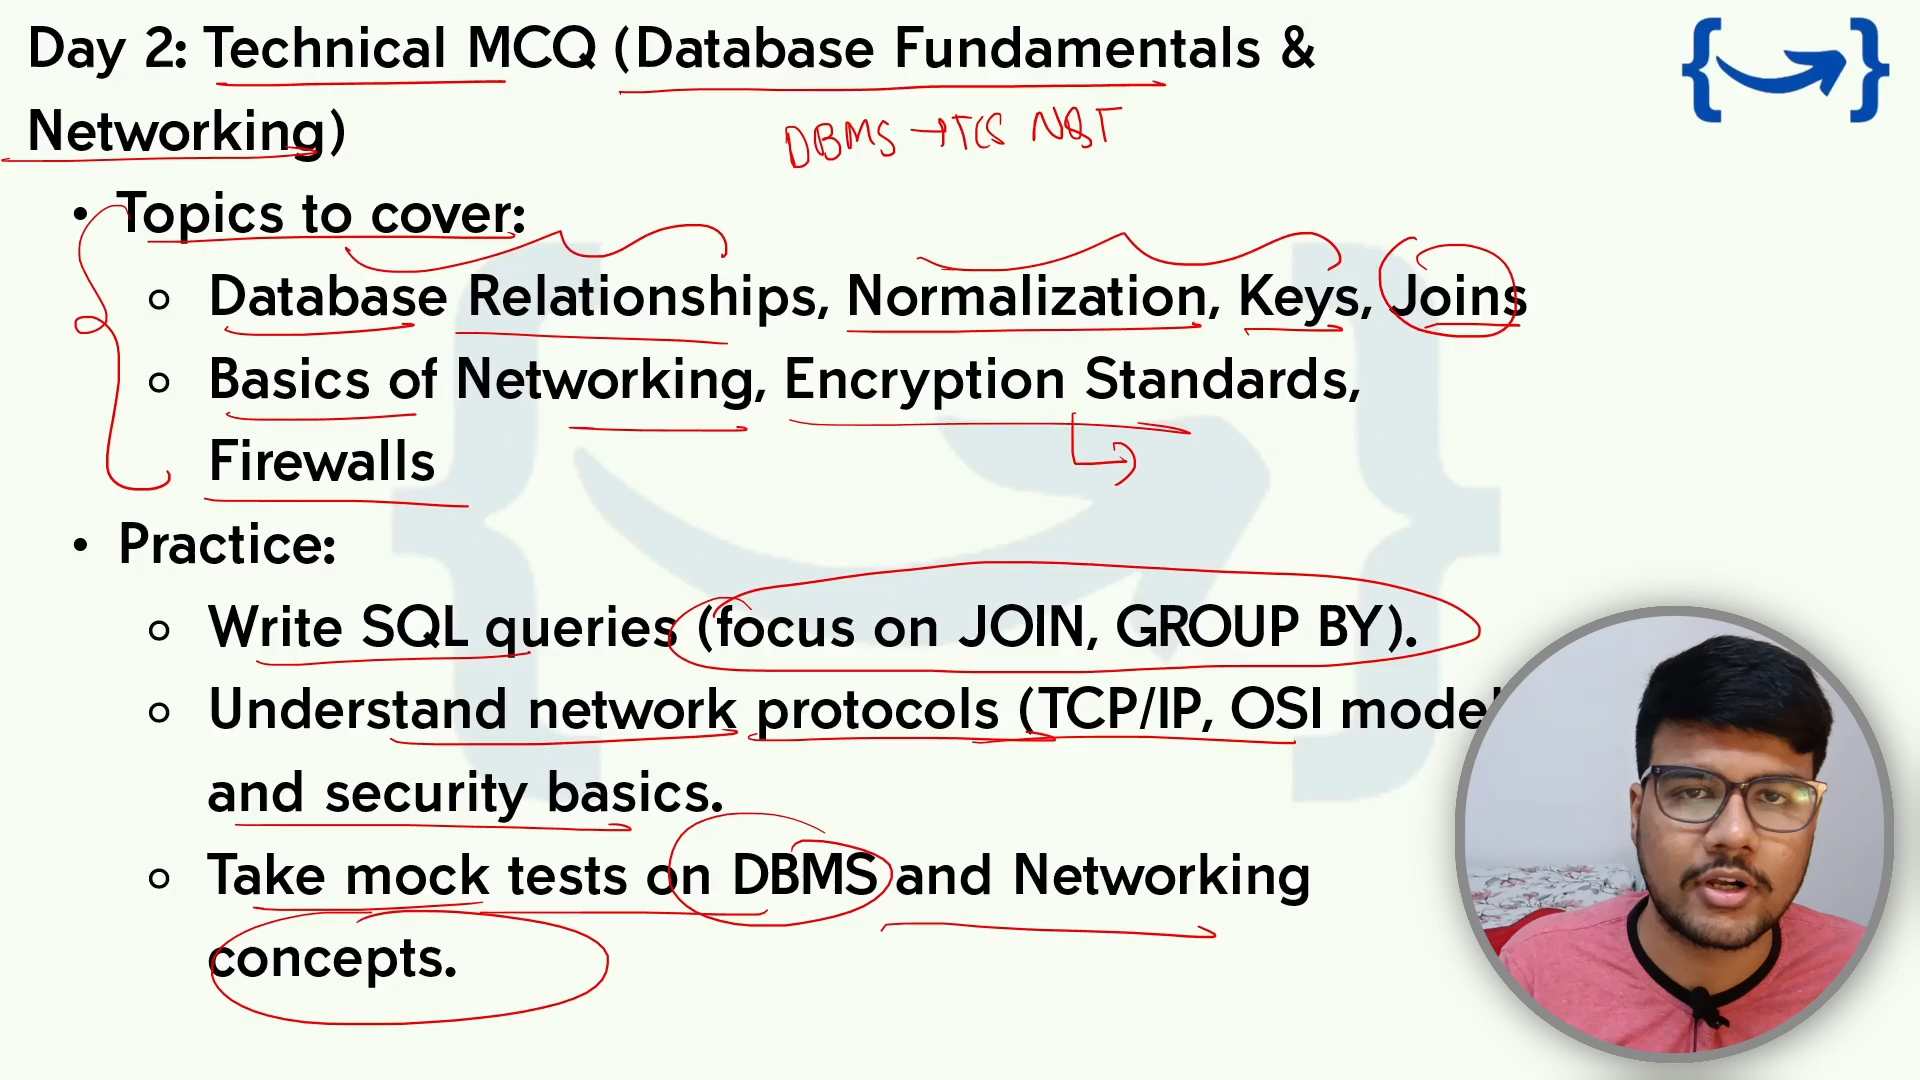 Day 2: Technical MCQ (Database Fundamentals &
Networking)
DBMS → TCS NQT
• Topics to cover:
○ Database Relationships, Normalization, Keys, Joins
○ Basics of Networking, Encryption Standards,
Firewalls
• Practice:
○ Write SQL queries (focus on JOIN, GROUP BY).
○ Understand network protocols (TCP/IP, OSI model
and security basics.
○ Take mock tests on DBMS and Networking
concepts.